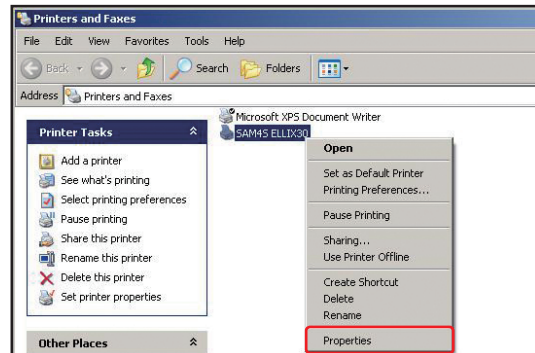 Printers and Faxes
File Edit View Favorites Tools Help
Back Search Folders
Address Printers and Faxes
Printer Tasks
Add a printer
See what's printing
Select printing preferences
Pause printing
Share this printer
Rename this printer
Delete this printer
Set printer properties
Other Places
Microsoft XPS Document Writer
SAM4S ELLIX30
Open
Set as Default Printer
Printing Preferences...
Pause Printing
Sharing...
Use Printer Offline
Create Shortcut
Delete
Rename
Properties